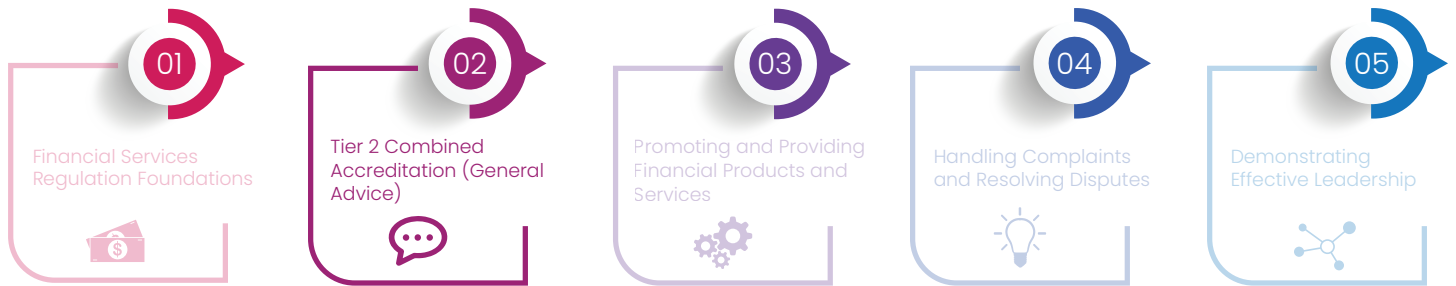 01
Financial Services
Regulation Foundations
$
02
Tier 2 Combined
Accreditation (General
Advice)
03
Promoting and Providing
Financial Products and
Services
04
Handling Complaints
and Resolving Disputes
05
Demonstrating
Effective Leadership